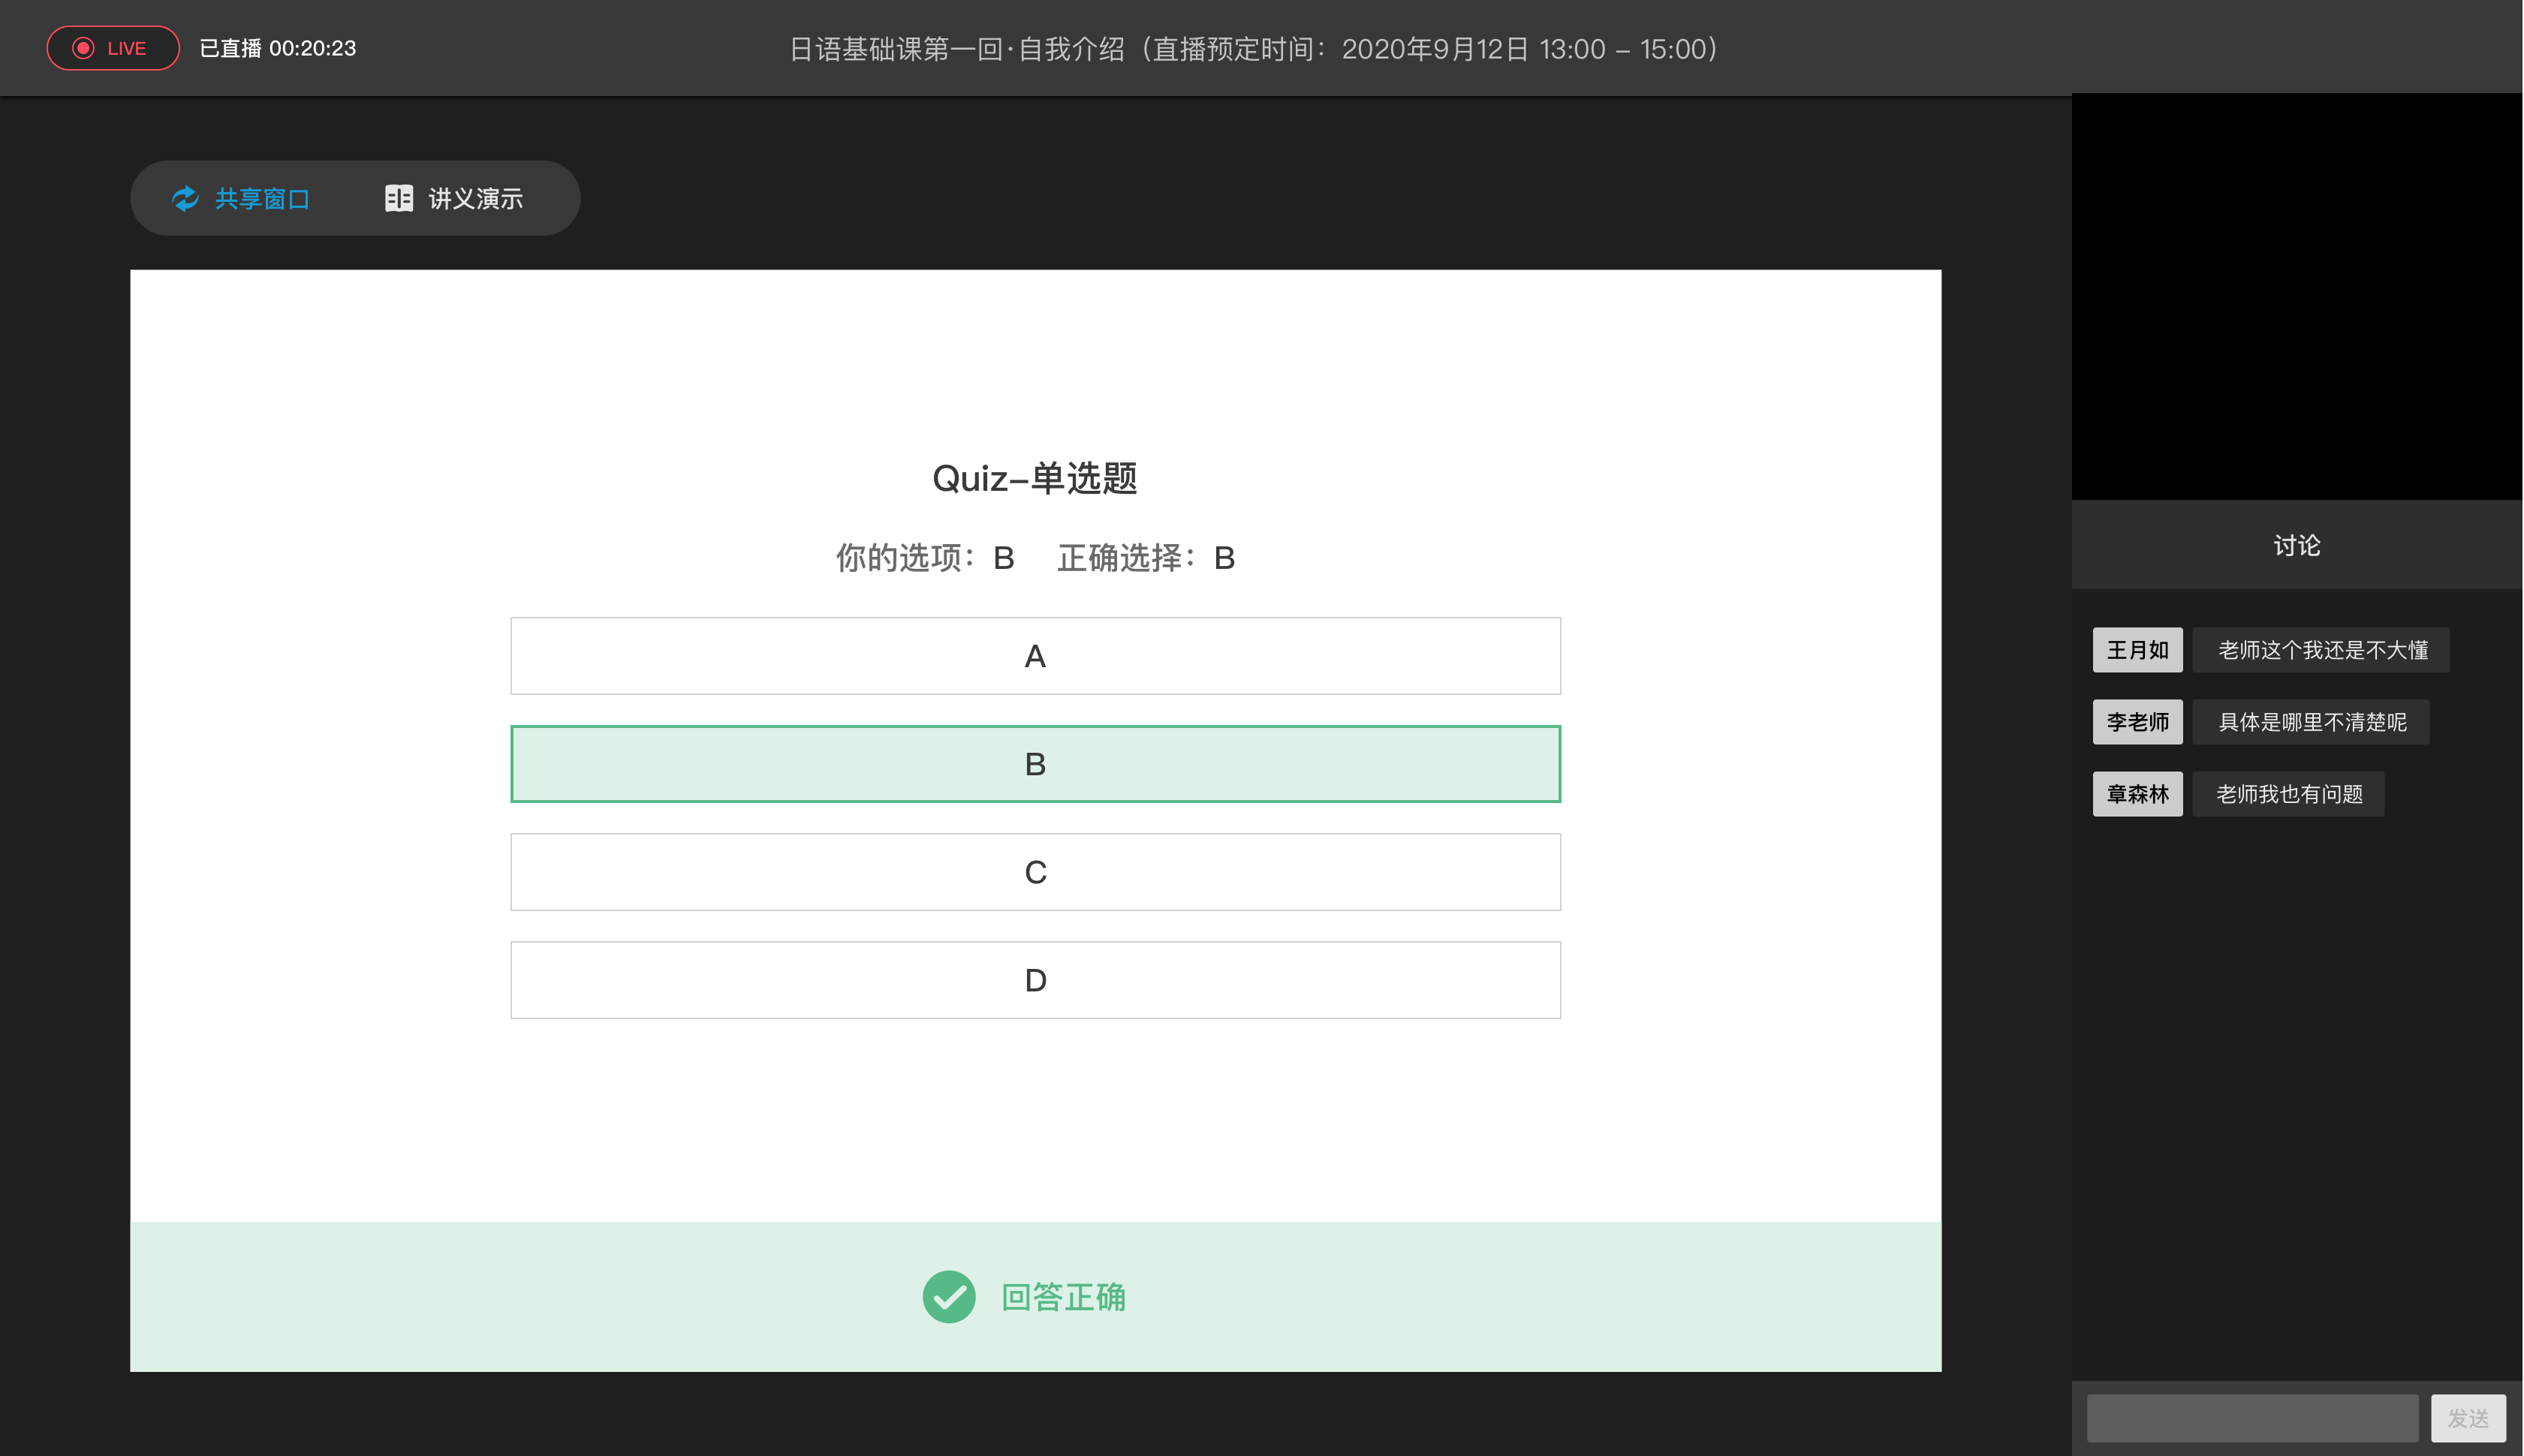 LIVE 已直播 00:20:23
日语基础课第一回·自我介绍（直播预定时间：2020年9月12日 13:00 – 15:00）
共享窗口 讲义演示
Quiz–单选题
你的选项：B 正确选择：B
A
B
C
D
回答正确
讨论
王月如 老师这个我还是不大懂
李老师 具体是哪里不清楚呢
章森林 老师我也有问题
发送